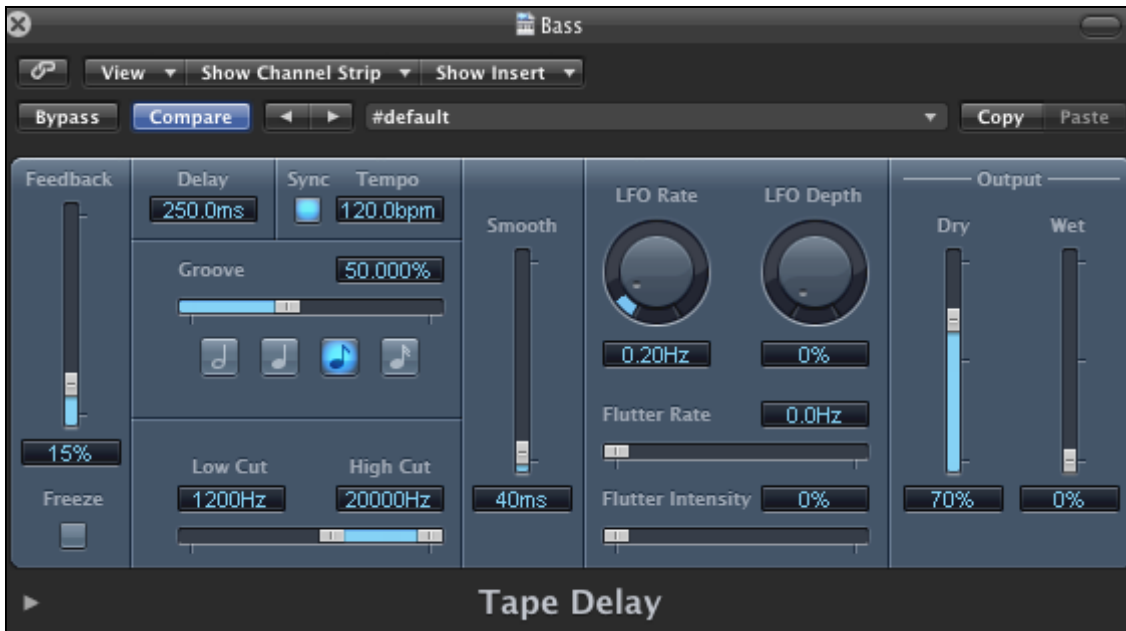 Bass
View Show Channel Strip Show Insert
Bypass Compare #default Copy Paste
Feedback Delay Sync Tempo Output
250.0ms 120.0bpm
LFO Rate LFO Depth
Smooth Dry Wet
Groove 50.000%
0.20Hz 0%
Flutter Rate 0.0Hz
15%
Low Cut High Cut
Freeze 1200Hz 20000Hz 40ms Flutter Intensity 0% 70% 0%
Tape Delay